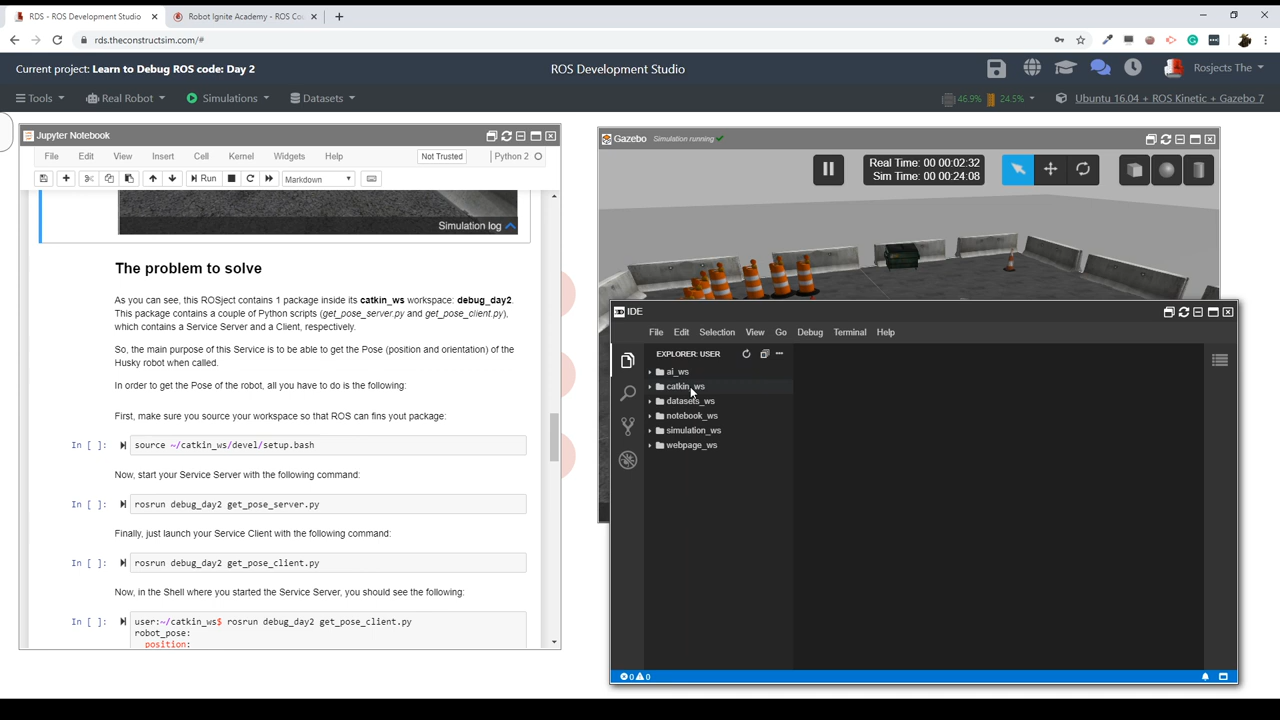 RDS - ROS Development Studio
Robot Ignite Academy - ROS Cou
rds.theconstructsim.com/#
Current project: Learn to Debug ROS code: Day 2
ROS Development Studio
Rosjects The
Tools
Real Robot
Simulations
Datasets
46.9%
24.5%
Ubuntu 16.04 + ROS Kinetic + Gazebo 7
Jupyter Notebook
File Edit View Insert Cell Kernel Widgets Help
Not Trusted
Python 2
Run
Markdown
Simulation log
The problem to solve
As you can see, this ROSject contains 1 package inside its catkin_ws workspace: debug_day2.
This package contains a couple of Python scripts (get_pose_server.py and get_pose_client.py),
which contains a Service Server and a Client, respectively.
So, the main purpose of this Service is to be able to get the Pose (position and orientation) of the
Husky robot when called.
In order to get the Pose of the robot, all you have to do is the following:
First, make sure you source your workspace so that ROS can fins yout package:
In [ ]: source ~/catkin_ws/devel/setup.bash
Now, start your Service Server with the following command:
In [ ]: rosrun debug_day2 get_pose_server.py
Finally, just launch your Service Client with the following command:
In [ ]: rosrun debug_day2 get_pose_client.py
Now, in the Shell where you started the Service Server, you should see the following:
In [ ]: user:~/catkin_ws$ rosrun debug_day2 get_pose_client.py
robot_pose:
position:
Gazebo Simulation running
Real Time: 00 00:02:32
Sim Time: 00 00:24:08
IDE
File Edit Selection View Go Debug Terminal Help
EXPLORER: USER
ai_ws
catkin_ws
datasets_ws
notebook_ws
simulation_ws
webpage_ws
0 0